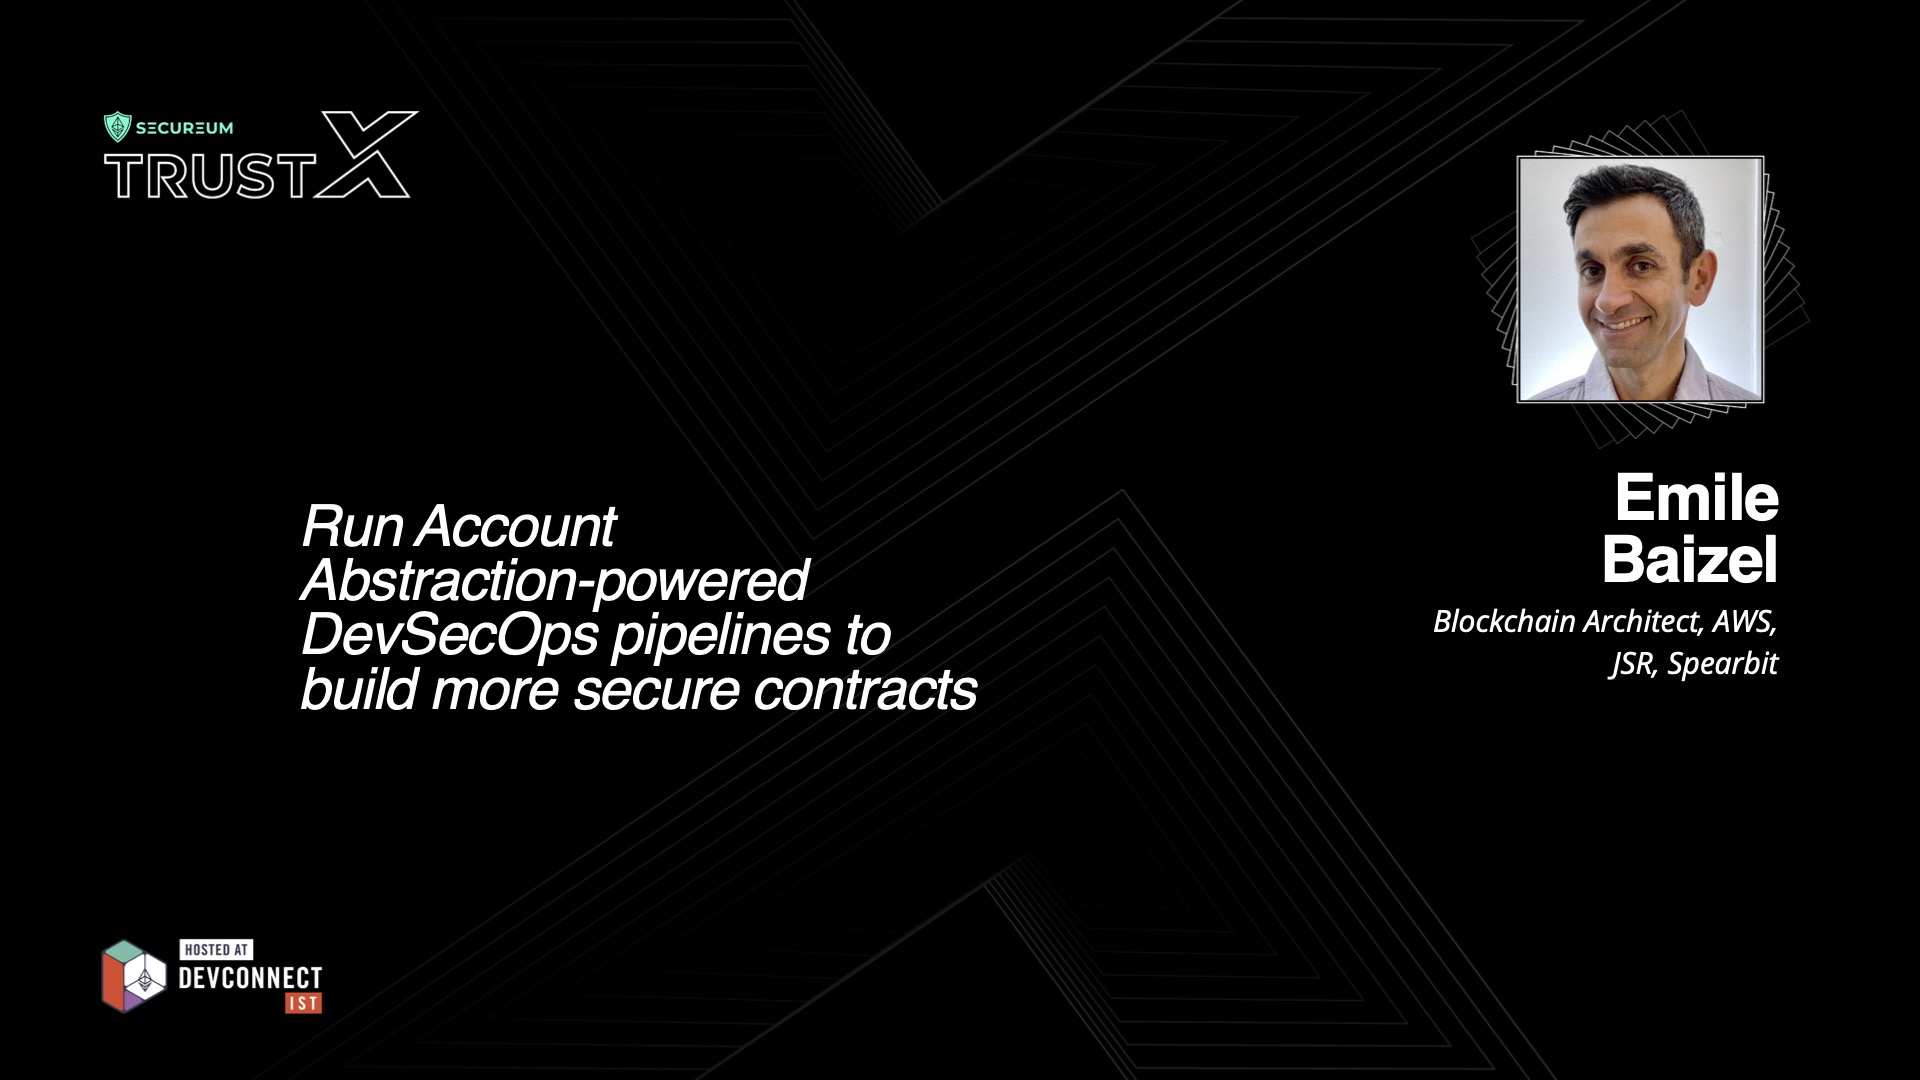 SECUREUM
TRUSTX
Run Account
Abstraction-powered
DevSecOps pipelines to
build more secure contracts
Emile
Baizel
Blockchain Architect, AWS,
JSR, Spearbit
HOSTED AT
DEVCONNECT
IST